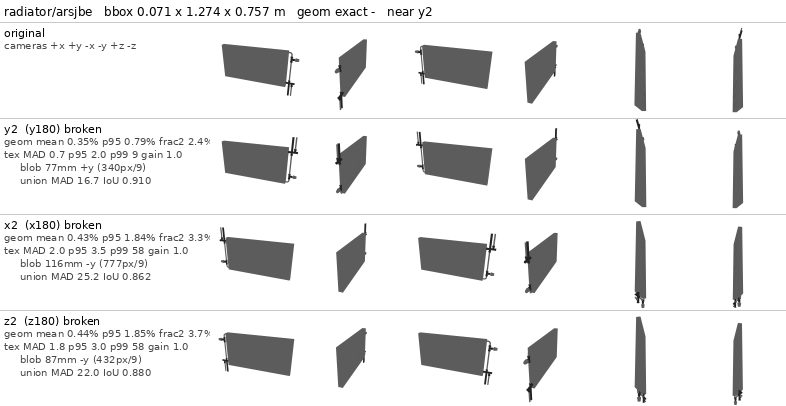 radiator/arsjbe   bbox 0.071 x 1.274 x 0.757 m   geom exact -   near y2
original
cameras +x +y -x -y +z -z
y2  (y180) broken
geom mean 0.35% p95 0.79% frac2 2.4%
tex MAD 0.7 p95 2.0 p99 9 gain 1.0
blob 77mm +y (340px/9)
union MAD 16.7 IoU 0.910
x2  (x180) broken
geom mean 0.43% p95 1.84% frac2 3.3%
tex MAD 2.0 p95 3.5 p99 58 gain 1.0
blob 116mm -y (777px/9)
union MAD 25.2 IoU 0.862
z2  (z180) broken
geom mean 0.44% p95 1.85% frac2 3.7%
tex MAD 1.8 p95 3.0 p99 58 gain 1.0
blob 87mm -y (432px/9)
union MAD 22.0 IoU 0.880